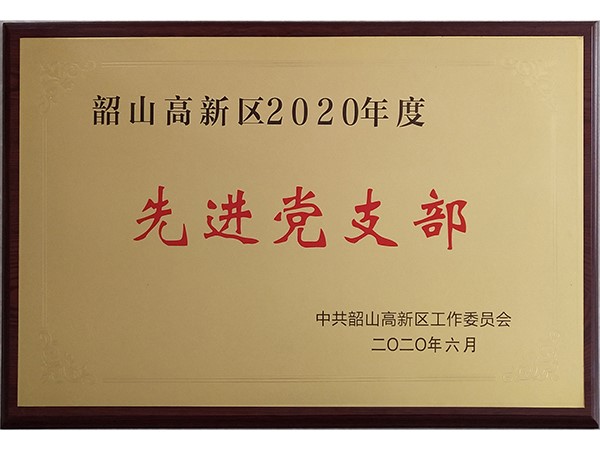 韶山高新区2020年度
先进党支部
中共韶山高新区工作委员会
二〇二〇年六月